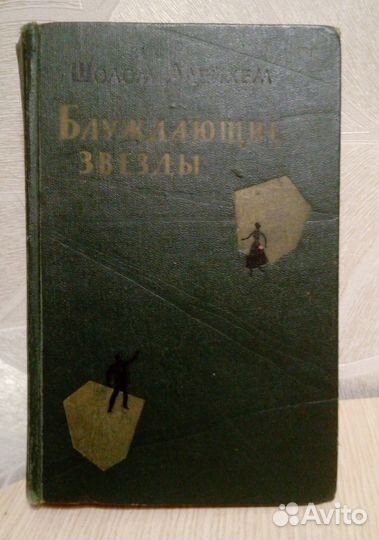 Шолом Алейхем
Блуждающие
звезды
Avito